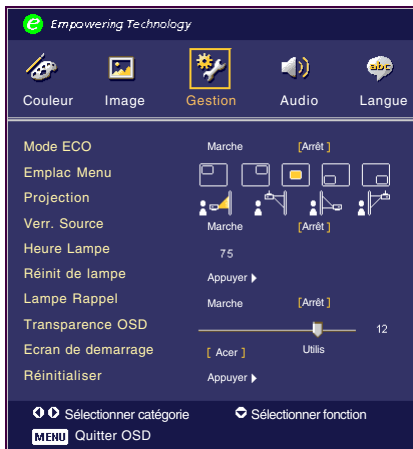 e Empowering Technology
Couleur Image Gestion Audio Langue
abc
Mode ECO Marche [Arrêt ]
Emplac Menu
Projection
Verr. Source Marche [Arrêt ]
Heure Lampe 75
Réinit de lampe Appuyer
Lampe Rappel Marche [Arrêt ]
Transparence OSD 12
Ecran de demarrage [ Acer ] Utilis
Réinitialiser Appuyer
Sélectionner catégorie Sélectionner fonction
MENU Quitter OSD